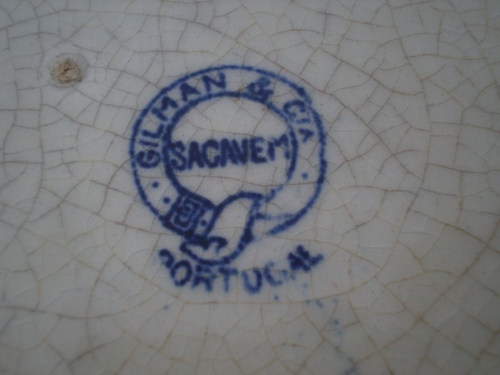 GILMAN & CIA
SACAVEM
PORTUGAL